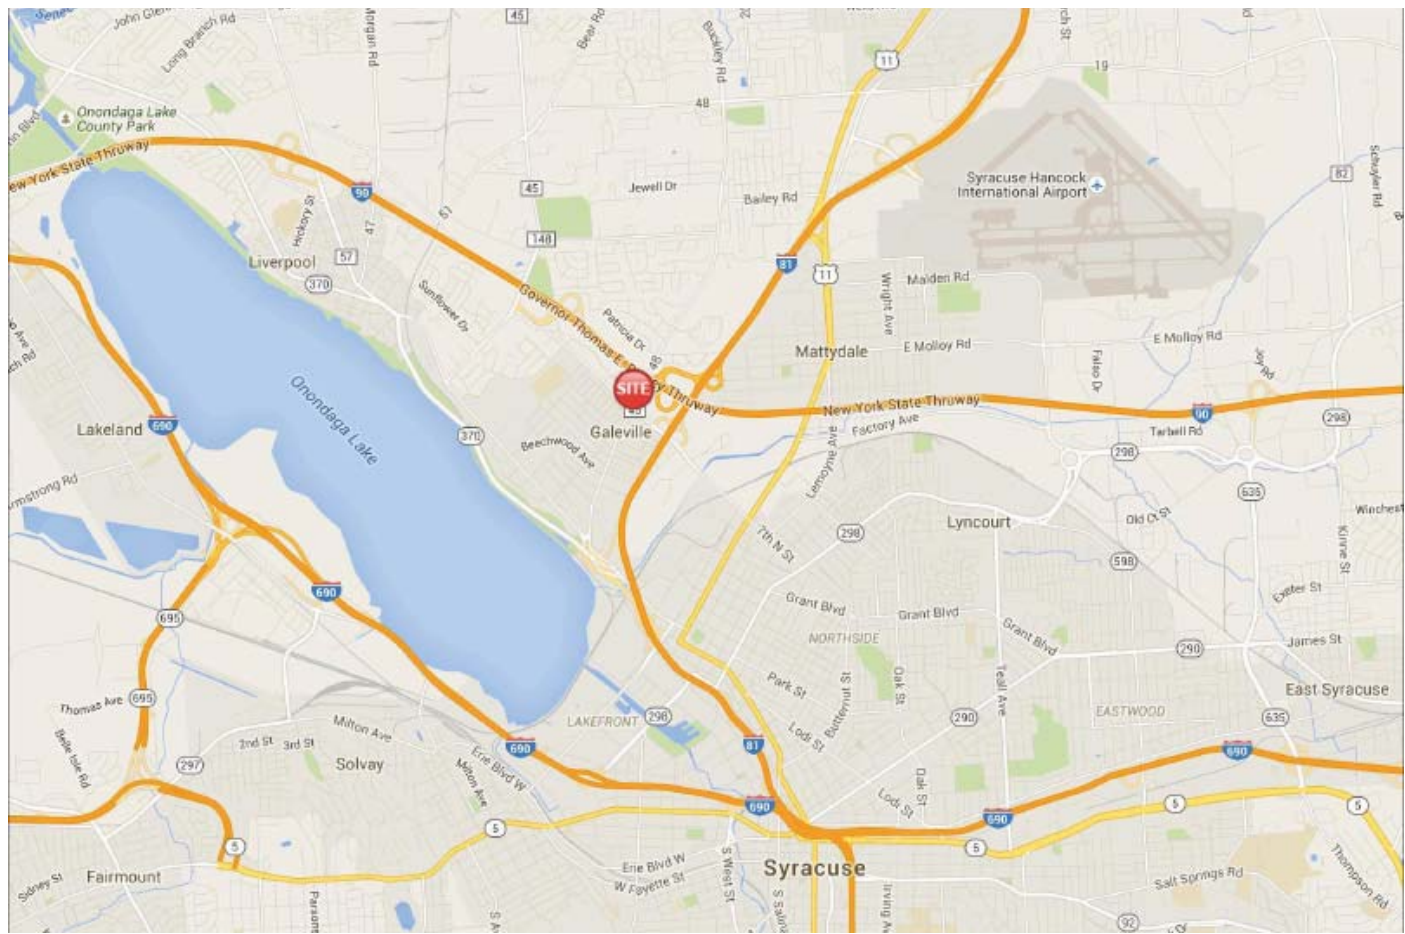 John Glenn
Long Branch Rd
Morgan Rd
45
Bear Rd
Buckley Rd
11
19
48
Onondaga Lake
County Park
New York State Thruway
90
45
Jewell Dr
Bailey Rd
Syracuse Hancock
International Airport
82
Schuyler Rd
Hickory St
47
51
57
148
Liverpool
370
81
11
Malden Rd
Wright Ave
Sunflower Dr
Governor Thomas E. Dewey Thruway
Patricia Dr
48
Mattydale
E Molloy Rd
E Molloy Rd
Joy Rd
SITE
45
New York State Thruway
90
Factory Ave
Tarbell Rd
298
Onondaga Lake
Lakeland
690
370
Galeville
Beechwood Ave
Lemoyne Ave
298
635
Armstrong Rd
298
Lyncourt
Old Ct St
Kinne St
7th N St
598
690
695
Grant Blvd
Grant Blvd
Grant Blvd
NORTHSIDE
Exeter St
James St
290
Park St
Butternut St
Oak St
Teall Ave
East Syracuse
695
Thomas Ave
Belle Isle Rd
LAKEFRONT
298
290
EASTWOOD
635
Milton Ave
2nd St
3rd St
297
Solvay
Erie Blvd W
Milton Ave
690
81
Lodi St
Lodi St
Oak St
690
690
690
5
5
5
5
5
Syracuse
Erie Blvd W
W Fayette St
S West St
S Salina
Irving Av
Salt Springs Rd
Thompson Rd
Fairmount
Sidney St
Parsons
92